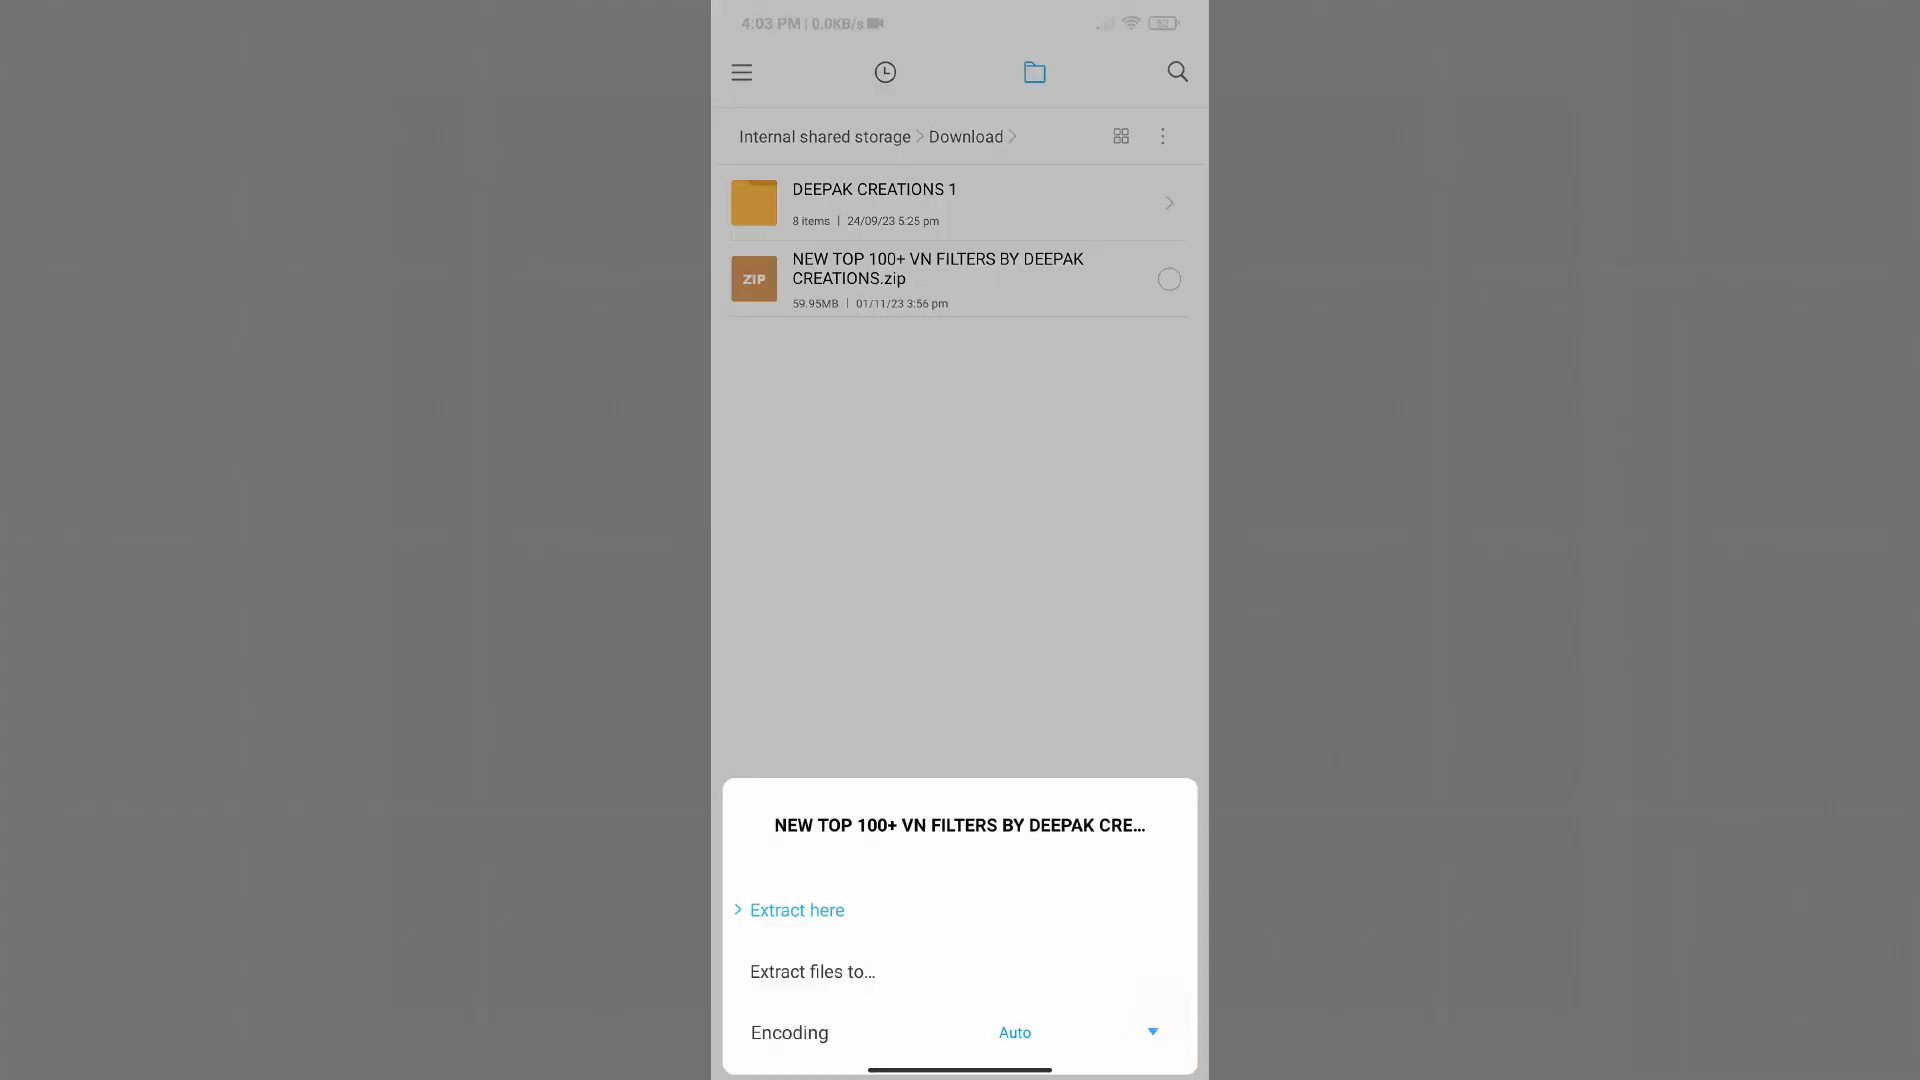 4:03 PM | 0.0KB/s
52
Internal shared storage > Download >
DEEPAK CREATIONS 1
8 items | 24/09/23 5:25 pm
ZIP
NEW TOP 100+ VN FILTERS BY DEEPAK
CREATIONS.zip
59.95MB | 01/11/23 3:56 pm
NEW TOP 100+ VN FILTERS BY DEEPAK CRE...
Extract here
Extract files to...
Encoding Auto